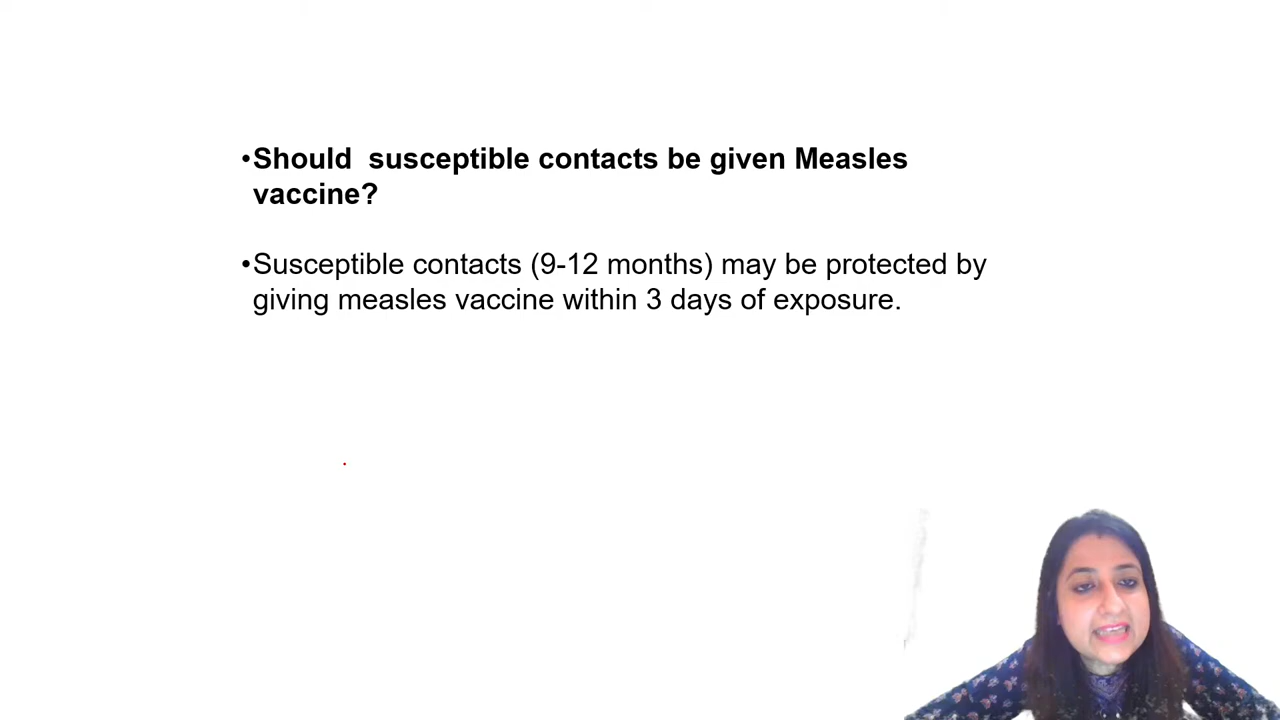 •Should  susceptible contacts be given Measles
vaccine?
•Susceptible contacts (9-12 months) may be protected by
giving measles vaccine within 3 days of exposure.